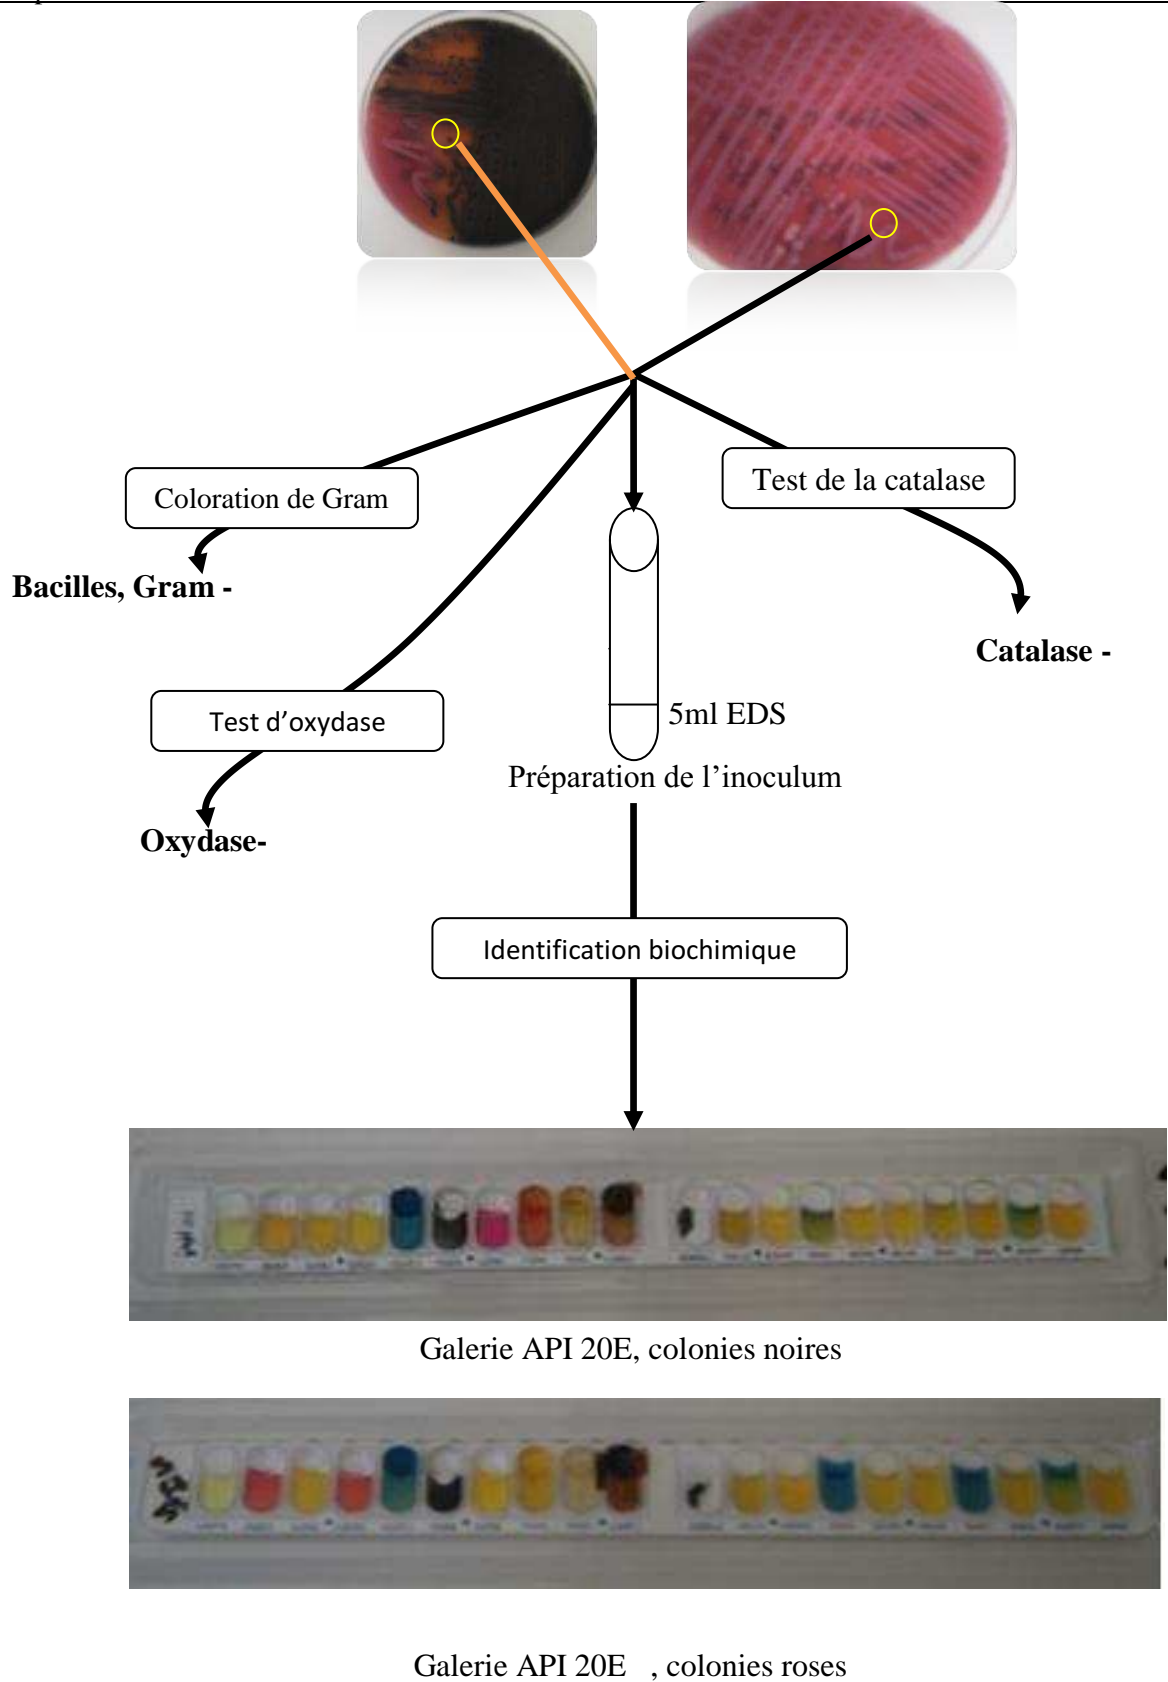 Coloration de Gram
Test de la catalase
Bacilles, Gram -
Catalase -
Test d’oxydase
5ml EDS
Préparation de l’inoculum
Oxydase-
Identification biochimique
Galerie API 20E, colonies noires
Galerie API 20E , colonies roses